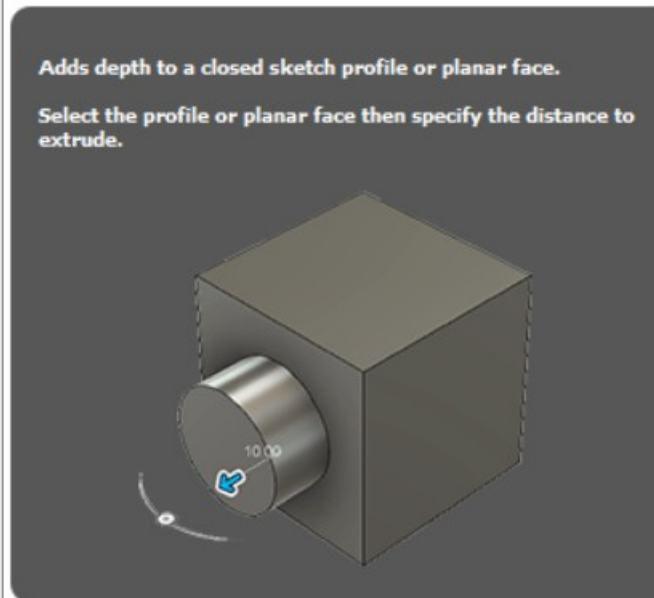 Adds depth to a closed sketch profile or planar face.
Select the profile or planar face then specify the distance to
extrude.
10.00